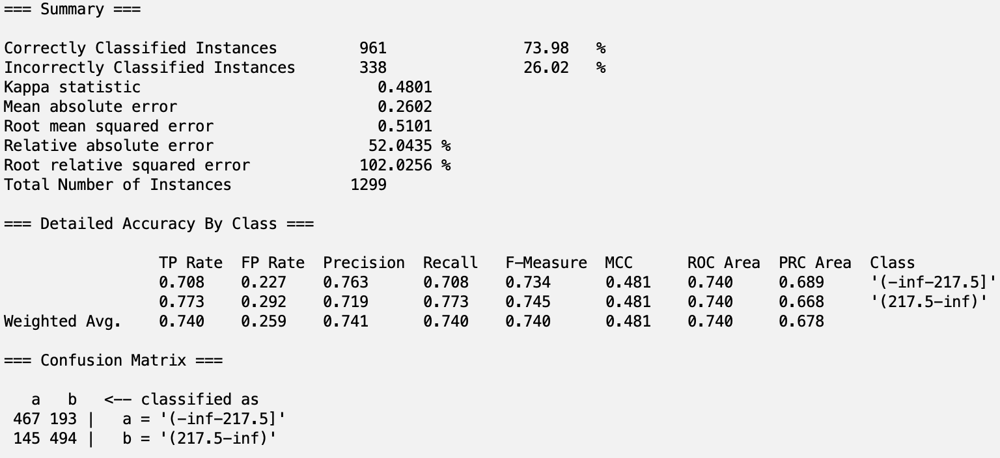 === Summary ===
Correctly Classified Instances 961 73.98 %
Incorrectly Classified Instances 338 26.02 %
Kappa statistic 0.4801
Mean absolute error 0.2602
Root mean squared error 0.5101
Relative absolute error 52.0435 %
Root relative squared error 102.0256 %
Total Number of Instances 1299
=== Detailed Accuracy By Class ===
TP Rate FP Rate Precision Recall F-Measure MCC ROC Area PRC Area Class
0.708 0.227 0.763 0.708 0.734 0.481 0.740 0.689 '(-inf-217.5]'
0.773 0.292 0.719 0.773 0.745 0.481 0.740 0.668 '(217.5-inf)'
Weighted Avg. 0.740 0.259 0.741 0.740 0.740 0.481 0.740 0.678
=== Confusion Matrix ===
a b <-- classified as
467 193 | a = '(-inf-217.5]'
145 494 | b = '(217.5-inf)'